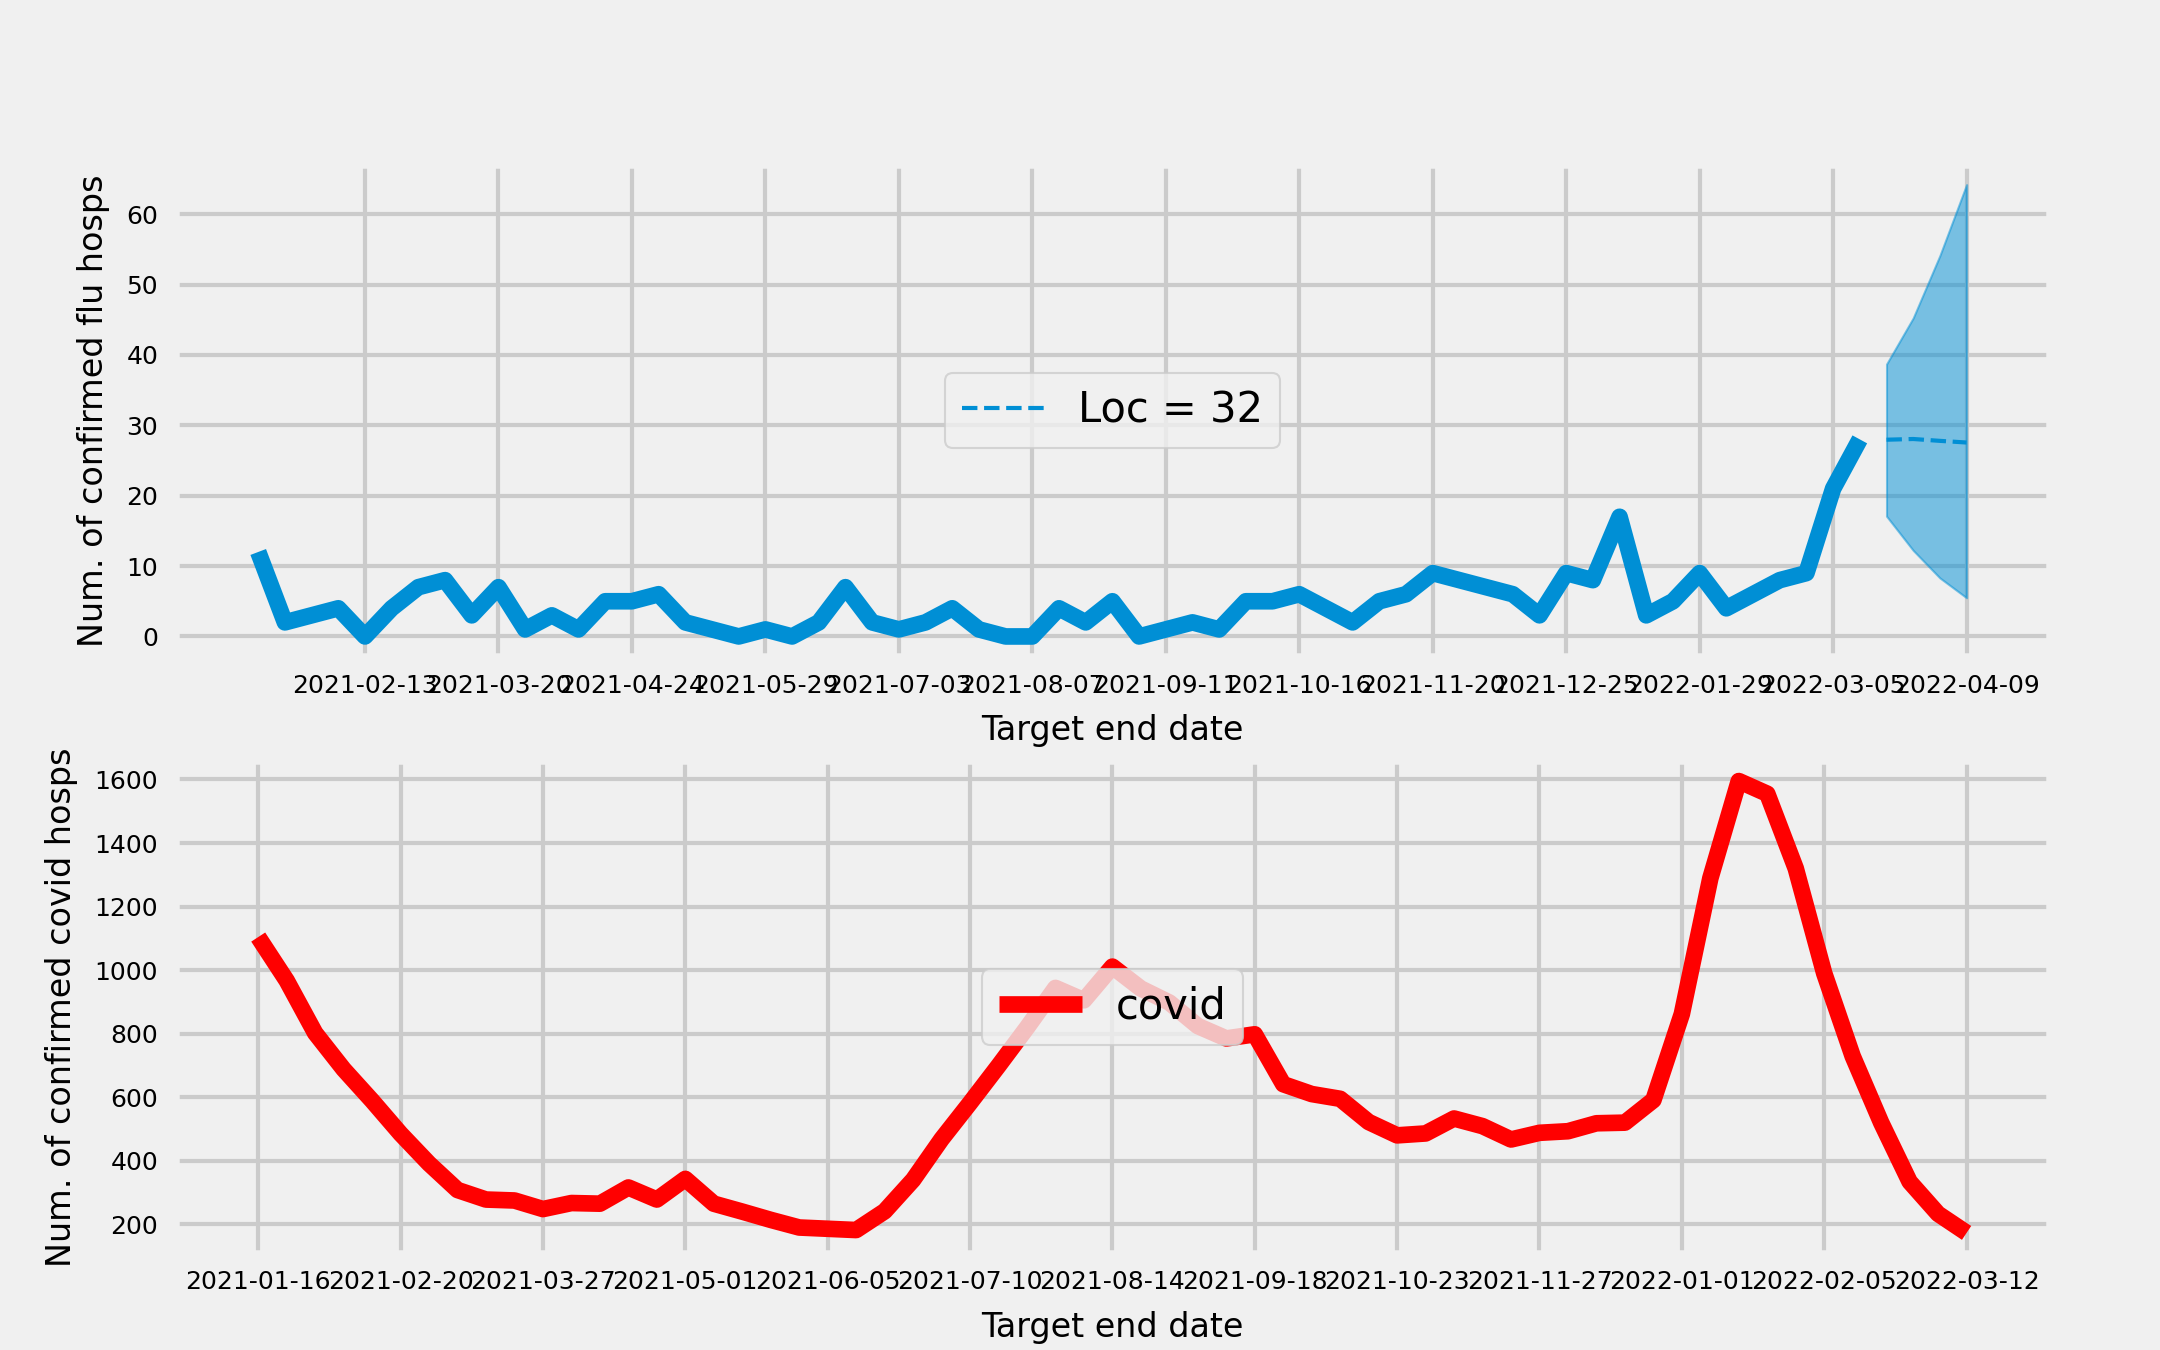 Num. of confirmed flu hosps
60
50
40
30
20
10
0
Loc = 32
2021-02-13 2021-03-20 2021-04-24 2021-05-29 2021-07-03 2021-08-07 2021-09-11 2021-10-16 2021-11-20 2021-12-25 2022-01-29 2022-03-05 2022-04-09
Target end date
Num. of confirmed covid hosps
1600
1400
1200
1000
800
600
400
200
covid
2021-01-16 2021-02-20 2021-03-27 2021-05-01 2021-06-05 2021-07-10 2021-08-14 2021-09-18 2021-10-23 2021-11-27 2022-01-01 2022-02-05 2022-03-12
Target end date